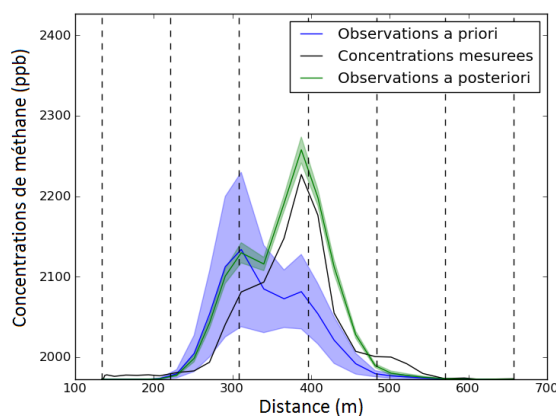 Observations a priori
Concentrations mesurees
Observations a posteriori
Concentrations de méthane (ppb)
2400
2300
2200
2100
2000
100 200 300 400 500 600 700
Distance (m)